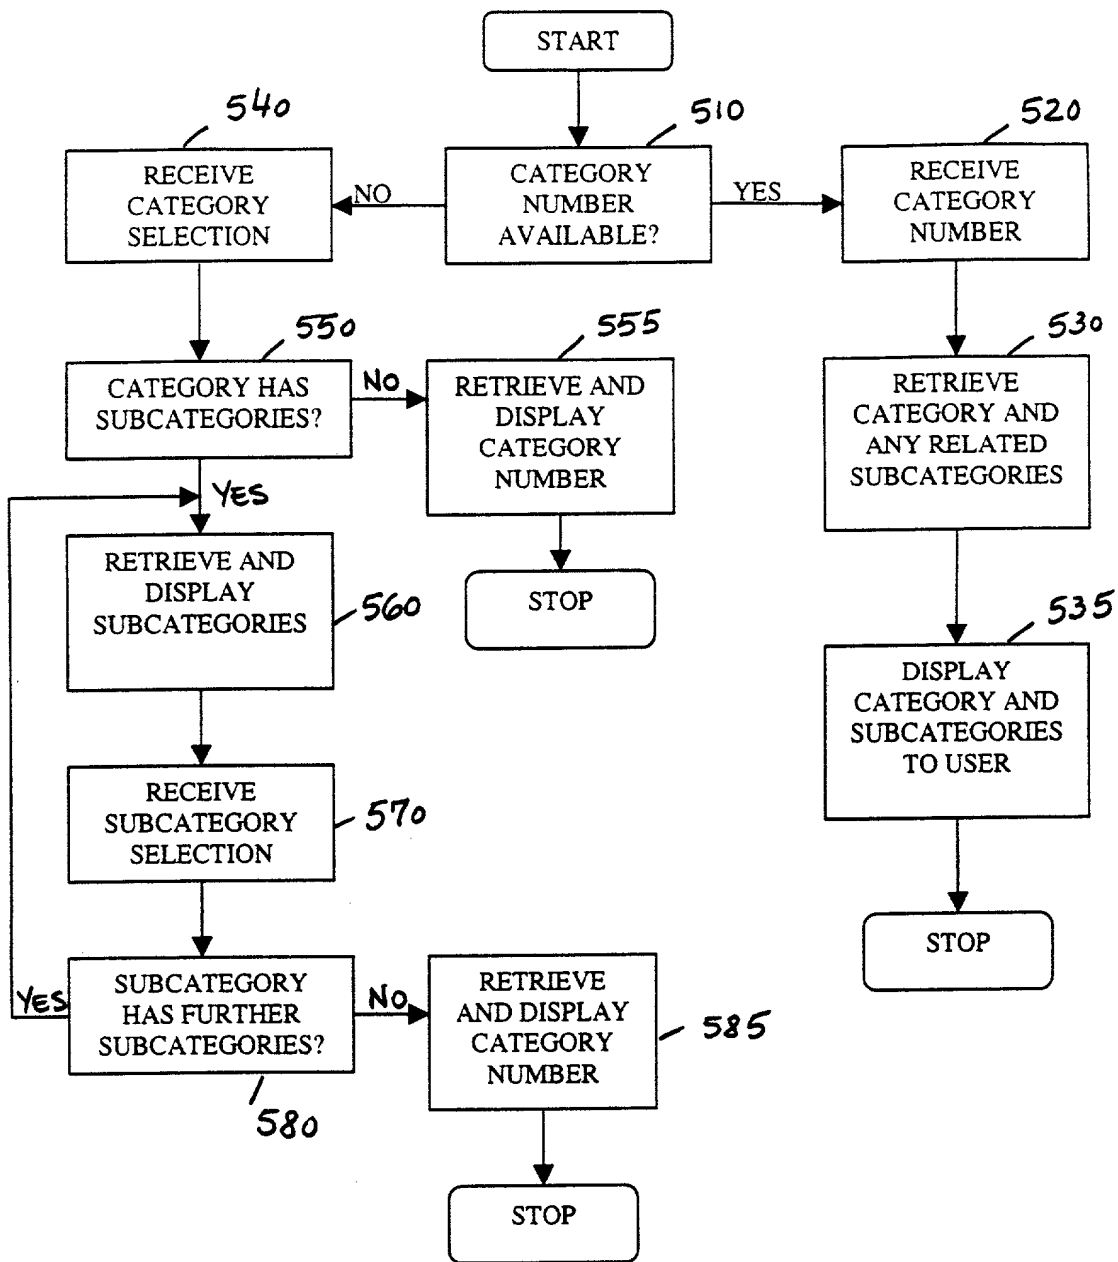 START
540
510
520
RECEIVE
CATEGORY
SELECTION
NO
CATEGORY
NUMBER
AVAILABLE?
YES
RECEIVE
CATEGORY
NUMBER
550
555
530
CATEGORY HAS
SUBCATEGORIES?
NO
RETRIEVE AND
DISPLAY
CATEGORY
NUMBER
RETRIEVE
CATEGORY AND
ANY RELATED
SUBCATEGORIES
YES
RETRIEVE AND
DISPLAY
SUBCATEGORIES
560
STOP
535
DISPLAY
CATEGORY AND
SUBCATEGORIES
TO USER
RECEIVE
SUBCATEGORY
SELECTION
570
STOP
YES
SUBCATEGORY
HAS FURTHER
SUBCATEGORIES?
NO
RETRIEVE
AND DISPLAY
CATEGORY
NUMBER
585
580
STOP